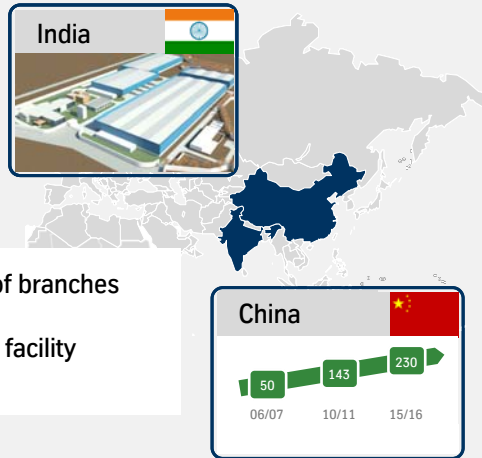 India
of branches
facility
China
50
143
230
06/07
10/11
15/16